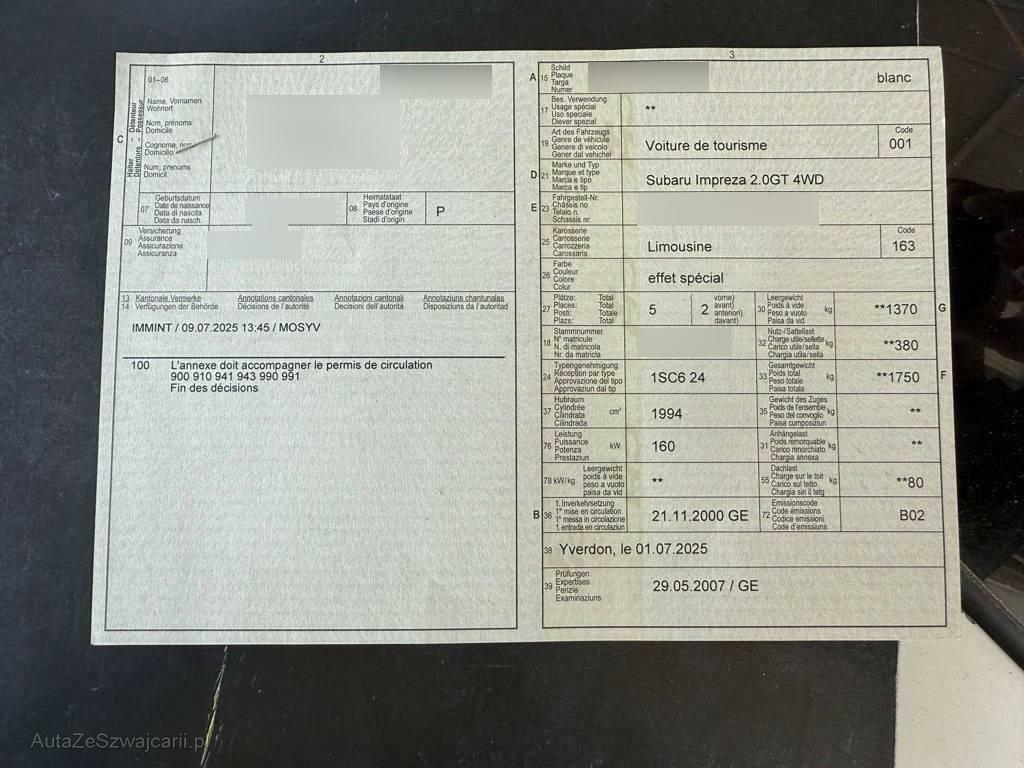 2
01–06
Halter
Détenteur
Detentore
Possessur
C
Name, Vornamen
Wohnort
Nom, prénoms
Domicile
Cognome,
Domicilio
Num, prenums
Domicil
07
Geburtsdatum
Date de naissance
Data di nascita
Data da nasch.
08
Heimatstaat
Pays d'origine
Paese d'origine
Stadi d'origin
P
09
Versicherung
Assurance
Assicurazione
Assicuranza
13 Kantonale Vermerke Annotations cantonales Annotazioni cantonali Annotaziuns chantunales
14 Verfügungen der Behörde Décisions de l'autorité Decisioni dell'autorità Disposiziuns da l'autoritad
IMMINT / 09.07.2025 13:45 / MOSYV
100 L'annexe doit accompagner le permis de circulation
900 910 941 943 990 991
Fin des décisions
3
A 15
Schild
Plaque
Targa
Numer
blanc
17
Bes. Verwendung
Usage spécial
Uso speciale
Diever spezial
**
19
Art des Fahrzeugs
Genre de véhicule
Genere di veicolo
Gener dal vehichel
Voiture de tourisme
Code
001
D 21
Marke und Typ
Marque et type
Marca e tipo
Marca e tip
Subaru Impreza 2.0GT 4WD
E 23
Fahrgestell-Nr.
Châssis no
Telaio n.
Schassis nr.
25
Karosserie
Carrosserie
Carrozzeria
Carossaria
Limousine
Code
163
26
Farbe
Couleur
Colore
Colur
effet spécial
27
Plätze: Total
Places: Total
Posti: Totale
Plazs: Total
5
2
vorne)
avant)
anteriori)
davant)
30
Leergewicht
Poids à vide
Peso a vuoto
Paisa da vid
kg
**1370
G
18
Stammnummer
N° matricule
N. di matricola
Nr. da matricla
32
Nutz-/Sattellast
Charge utile/sellette
Carico utile/sella
Chargia utila/sella
kg
**380
24
Typengenehmigung
Réception par type
Approvazione del tipo
Approvaziun dal tip
1SC6 24
33
Gesamtgewicht
Poids total
Peso totale
Paisa totala
kg
**1750
F
37
Hubraum
Cylindrée
Cilindrata
Cilindrada
cm³
1994
35
Gewicht des Zuges
Poids de l'ensemble
Peso del convoglio
Paisa cumposiziun
kg
**
76
Leistung
Puissance
Potenza
Prestaziun
kW
160
31
Anhängelast
Poids remorquable
Carico rimorchiato
Chargia annexa
kg
**
78 kW/kg
Leergewicht
poids à vide
peso a vuoto
paisa da vid
**
55
Dachlast
Charge sur le toit
Carico sul tetto
Chargia sin il tetg
kg
**80
B 36
1. Inverkehrsetzung
1re mise en circulation
1a messa in circolazione
1. entrada en circulaziun
21.11.2000 GE
72
Emissionscode
Code émissions
Codice emissioni
Code d'emissiuns
B02
38 Yverdon, le 01.07.2025
39
Prüfungen
Expertises
Perizie
Examinaziuns
29.05.2007 / GE
AutaZeSzwajcarii.pl